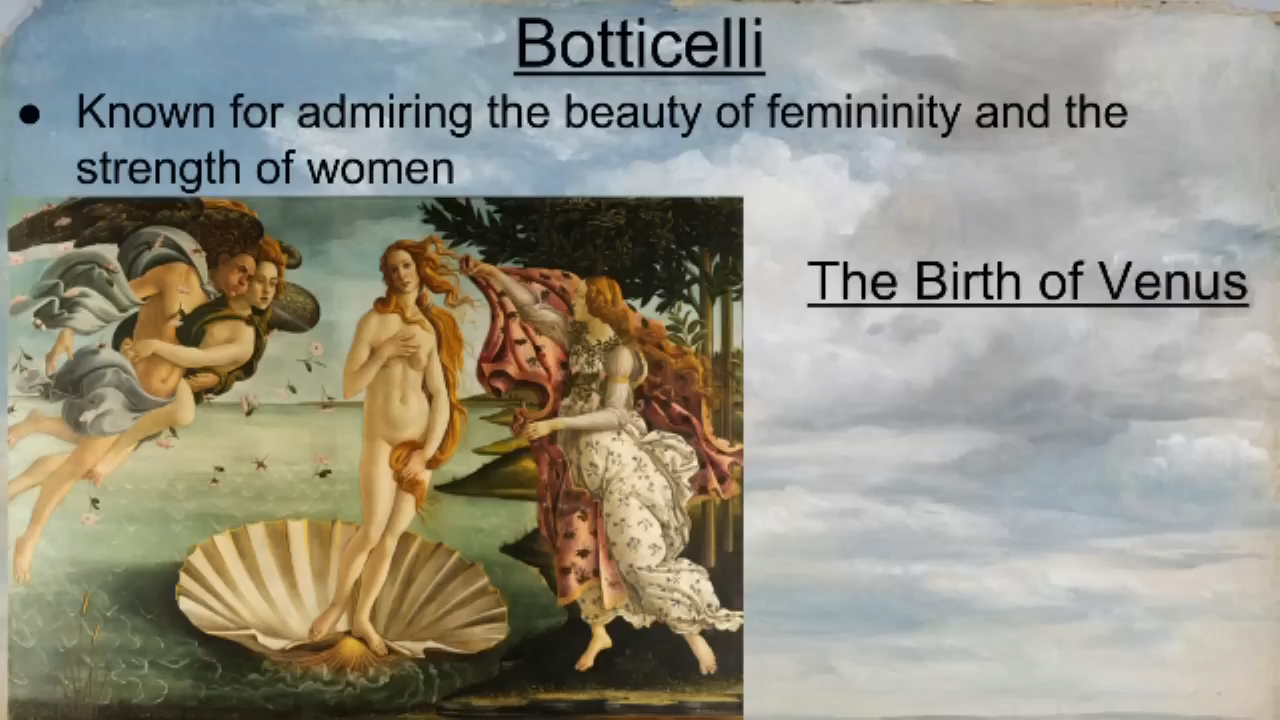 Botticelli
● Known for admiring the beauty of femininity and the
strength of women
The Birth of Venus